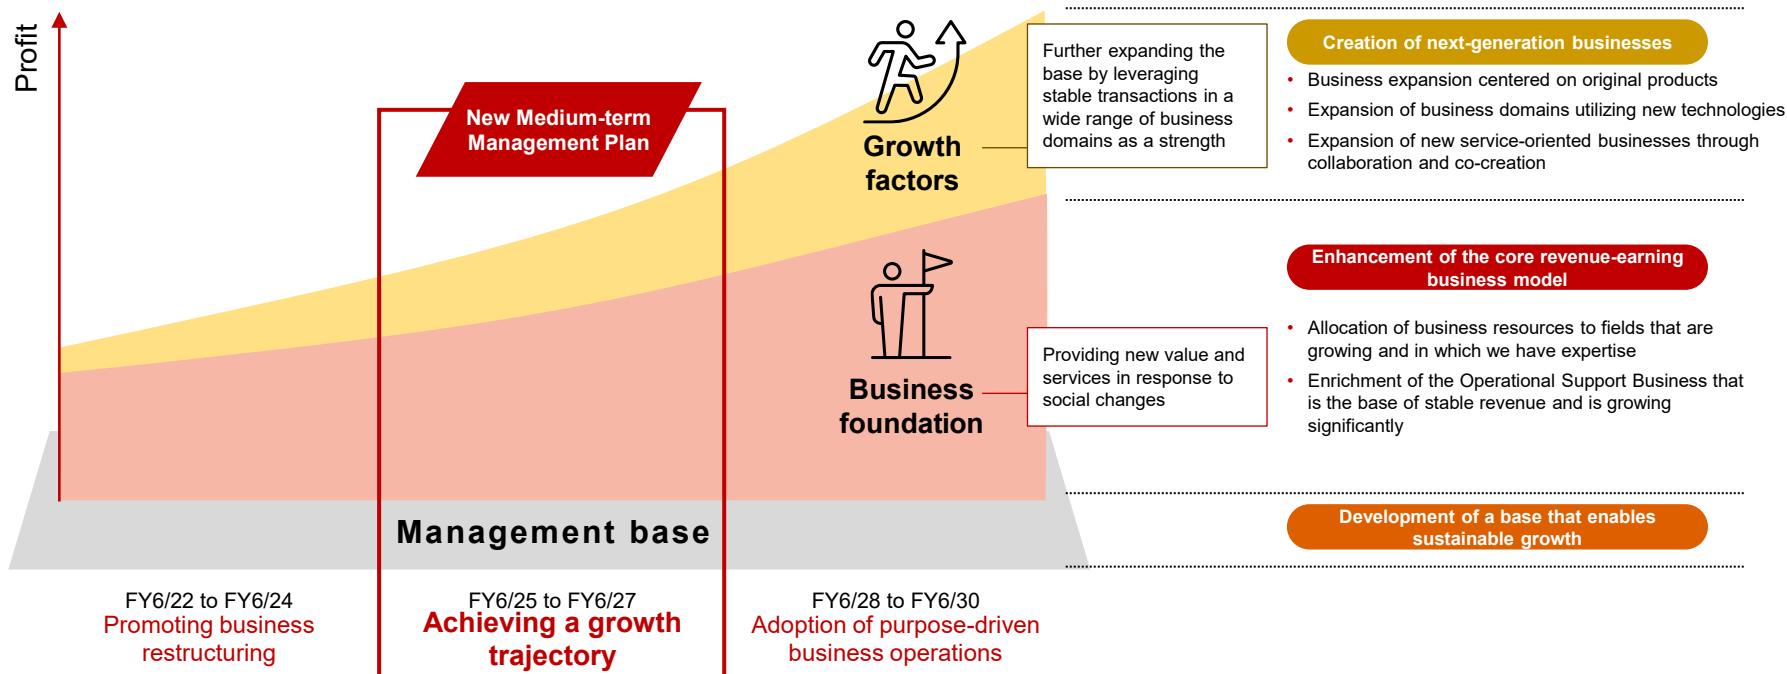 Profit
New Medium-term
Management Plan
Growth
factors
Further expanding the
base by leveraging
stable transactions in a
wide range of business
domains as a strength
Creation of next-generation businesses
• Business expansion centered on original products
• Expansion of business domains utilizing new technologies
• Expansion of new service-oriented businesses through
collaboration and co-creation
Business
foundation
Providing new value and
services in response to
social changes
Enhancement of the core revenue-earning
business model
• Allocation of business resources to fields that are
growing and in which we have expertise
• Enrichment of the Operational Support Business that
is the base of stable revenue and is growing
significantly
Management base
Development of a base that enables
sustainable growth
FY6/22 to FY6/24
Promoting business
restructuring
FY6/25 to FY6/27
Achieving a growth
trajectory
FY6/28 to FY6/30
Adoption of purpose-driven
business operations